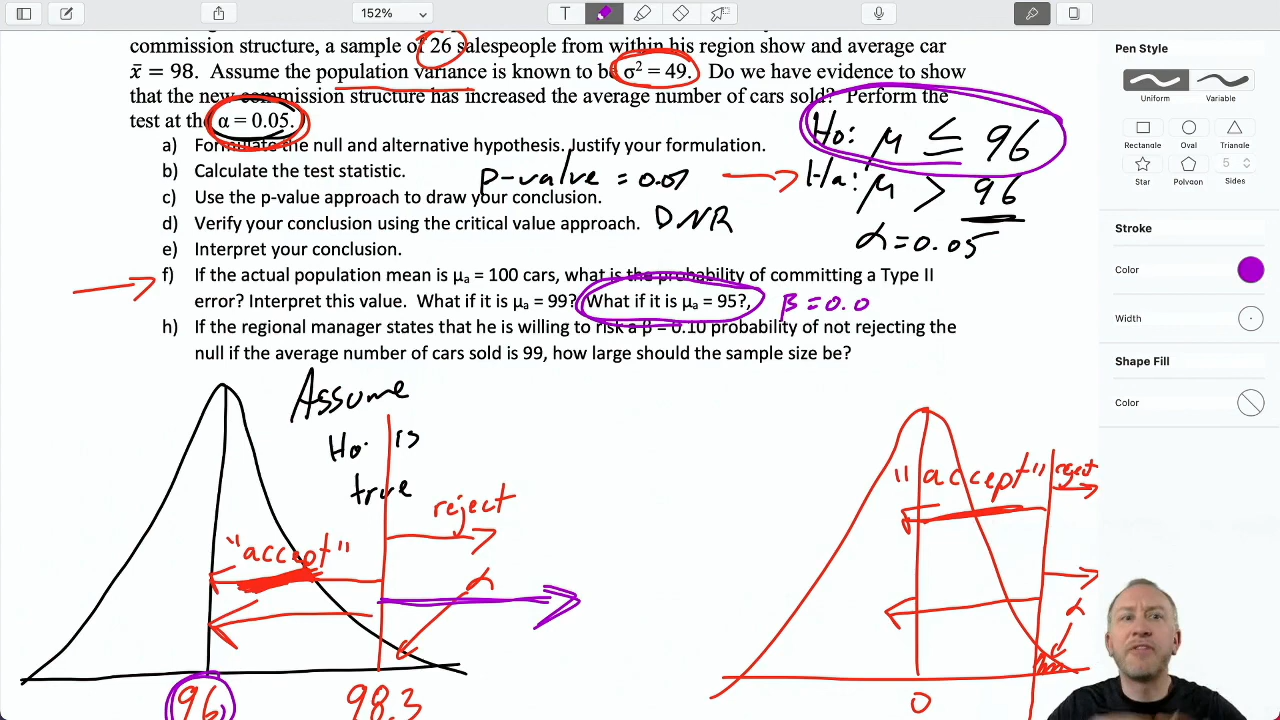 152%
T
commission structure, a sample of 26 salespeople from within his region show and average car
x̄ = 98. Assume the population variance is known to be σ² = 49. Do we have evidence to show
that the new commission structure has increased the average number of cars sold? Perform the
test at the α = 0.05.
Ho: μ ≤ 96
a) Formulate the null and alternative hypothesis. Justify your formulation.
b) Calculate the test statistic.
p-value = 0.07
Ha: μ > 96
c) Use the p-value approach to draw your conclusion.
d) Verify your conclusion using the critical value approach.
DNR
α = 0.05
e) Interpret your conclusion.
f) If the actual population mean is μₐ = 100 cars, what is the probability of committing a Type II
error? Interpret this value. What if it is μₐ = 99? What if it is μₐ = 95?,
β = 0.0
h) If the regional manager states that he is willing to risk a β = 0.10 probability of not rejecting the
null if the average number of cars sold is 99, how large should the sample size be?
Assume
Ho: is
true
reject
"accept"
α
96
98.3
"accept"
reject
α
0
Pen Style
Uniform
Variable
Rectangle
Oval
Triangle
Star
Polygon
5
Sides
Stroke
Color
Width
Shape Fill
Color